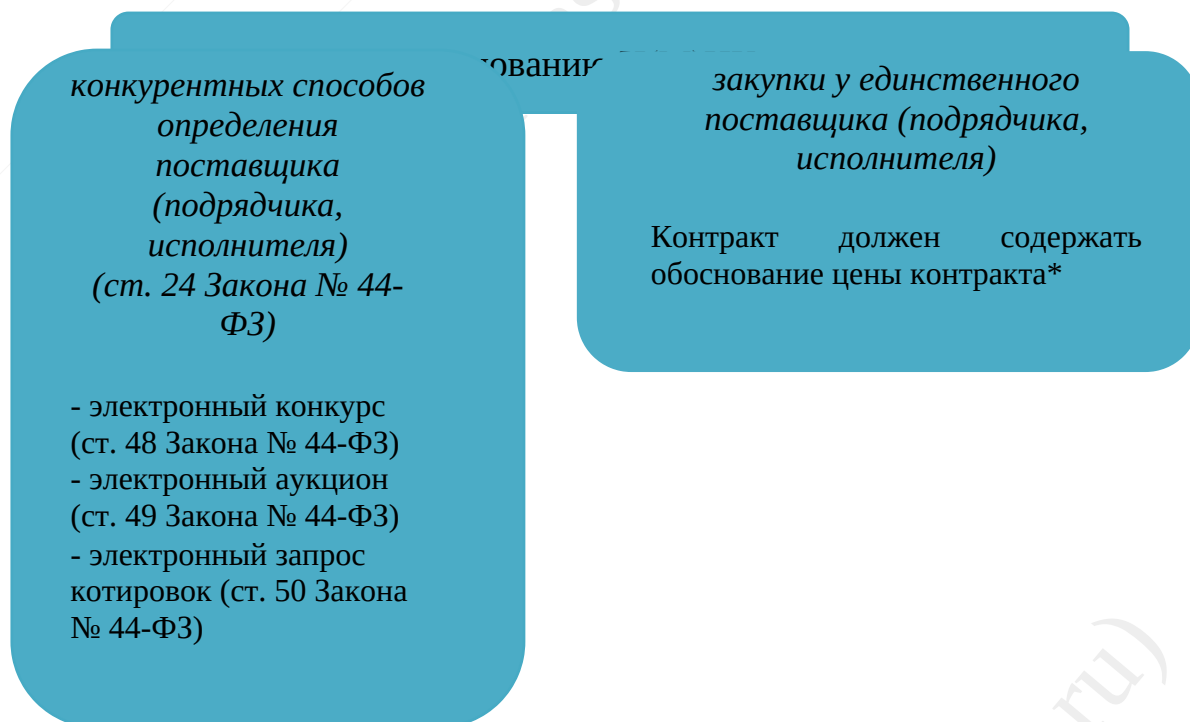 конкурентных способов
определения
поставщика
(подрядчика,
исполнителя)
(ст. 24 Закона № 44-
ФЗ)
- электронный конкурс
(ст. 48 Закона № 44-ФЗ)
- электронный аукцион
(ст. 49 Закона № 44-ФЗ)
- электронный запрос
котировок (ст. 50 Закона
№ 44-ФЗ)
закупки у единственного
поставщика (подрядчика,
исполнителя)
Контракт должен содержать
обоснование цены контракта*
ru)